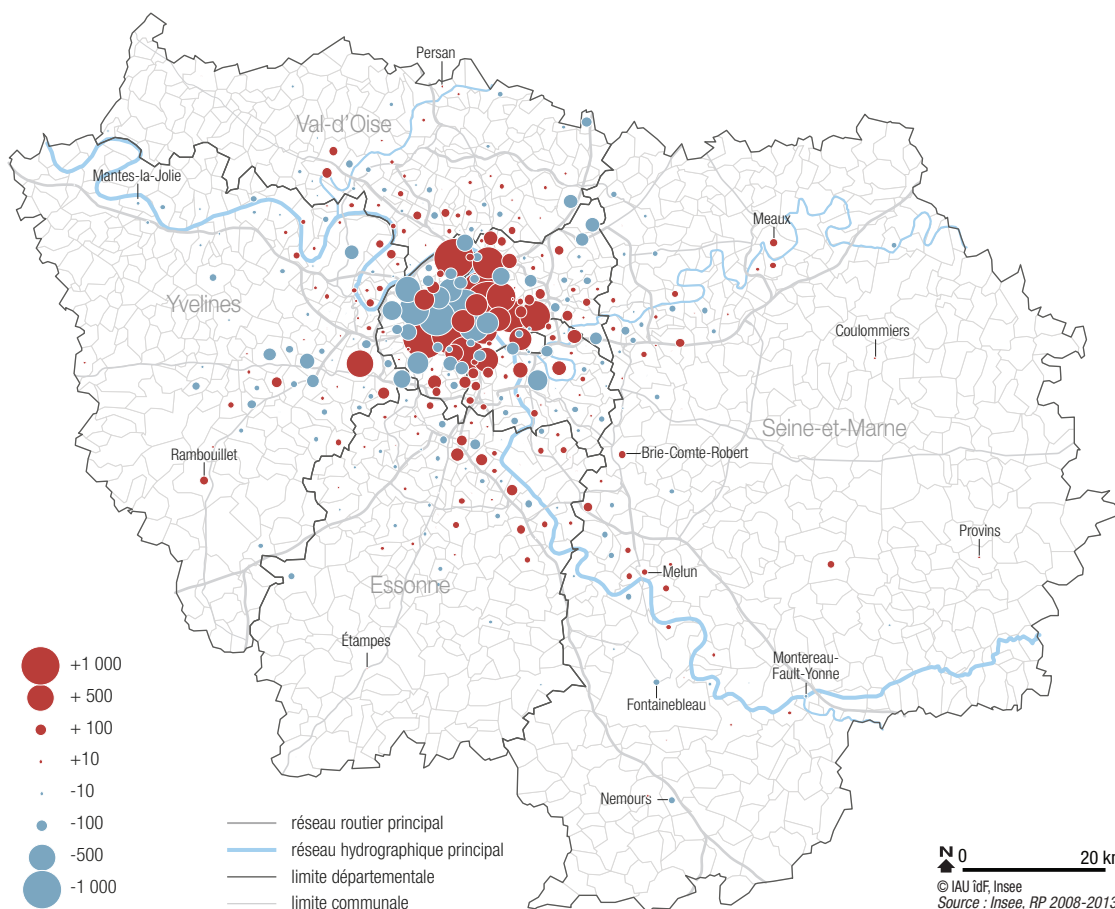 Persan
Val-d'Oise
Mantes-la-Jolie
Meaux
Yvelines
Coulommiers
Seine-et-Marne
Rambouillet
Brie-Comte-Robert
Provins
Melun
Essonne
Étampes
Montereau-
Fault-Yonne
Fontainebleau
Nemours
+1 000
+ 500
+ 100
+10
-10
-100
-500
-1 000
réseau routier principal
réseau hydrographique principal
limite départementale
limite communale
N 0 20 km
© IAU îdF, Insee
Source : Insee, RP 2008-2013